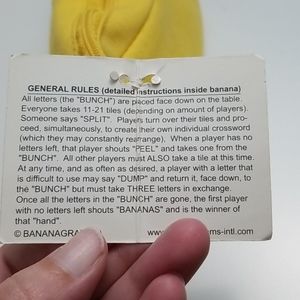 GENERAL RULES (detailed instructions inside banana)
All letters (the "BUNCH") are placed face down on the table.
Everyone takes 11-21 tiles (depending on amount of players).
Someone says "SPLIT". Players turn over their tiles and pro-
ceed, simultaneously, to create their own individual crossword
(which they may constantly rearrange). When a player has no
letters left, that player shouts "PEEL" and takes one from the
"BUNCH". All other players must ALSO take a tile at this time.
At any time, and as often as desired, a player with a letter that
is difficult to use may say "DUMP" and return it, face down, to
the "BUNCH" but must take THREE letters in exchange.
Once all the letters in the "BUNCH" are gone, the first player
with no letters left shouts "BANANAS" and is the winner of
that "hand".
© BANANAGRA ms-intl.com